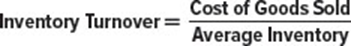 Inventory Turnover = Cost of Goods Sold
Average Inventory